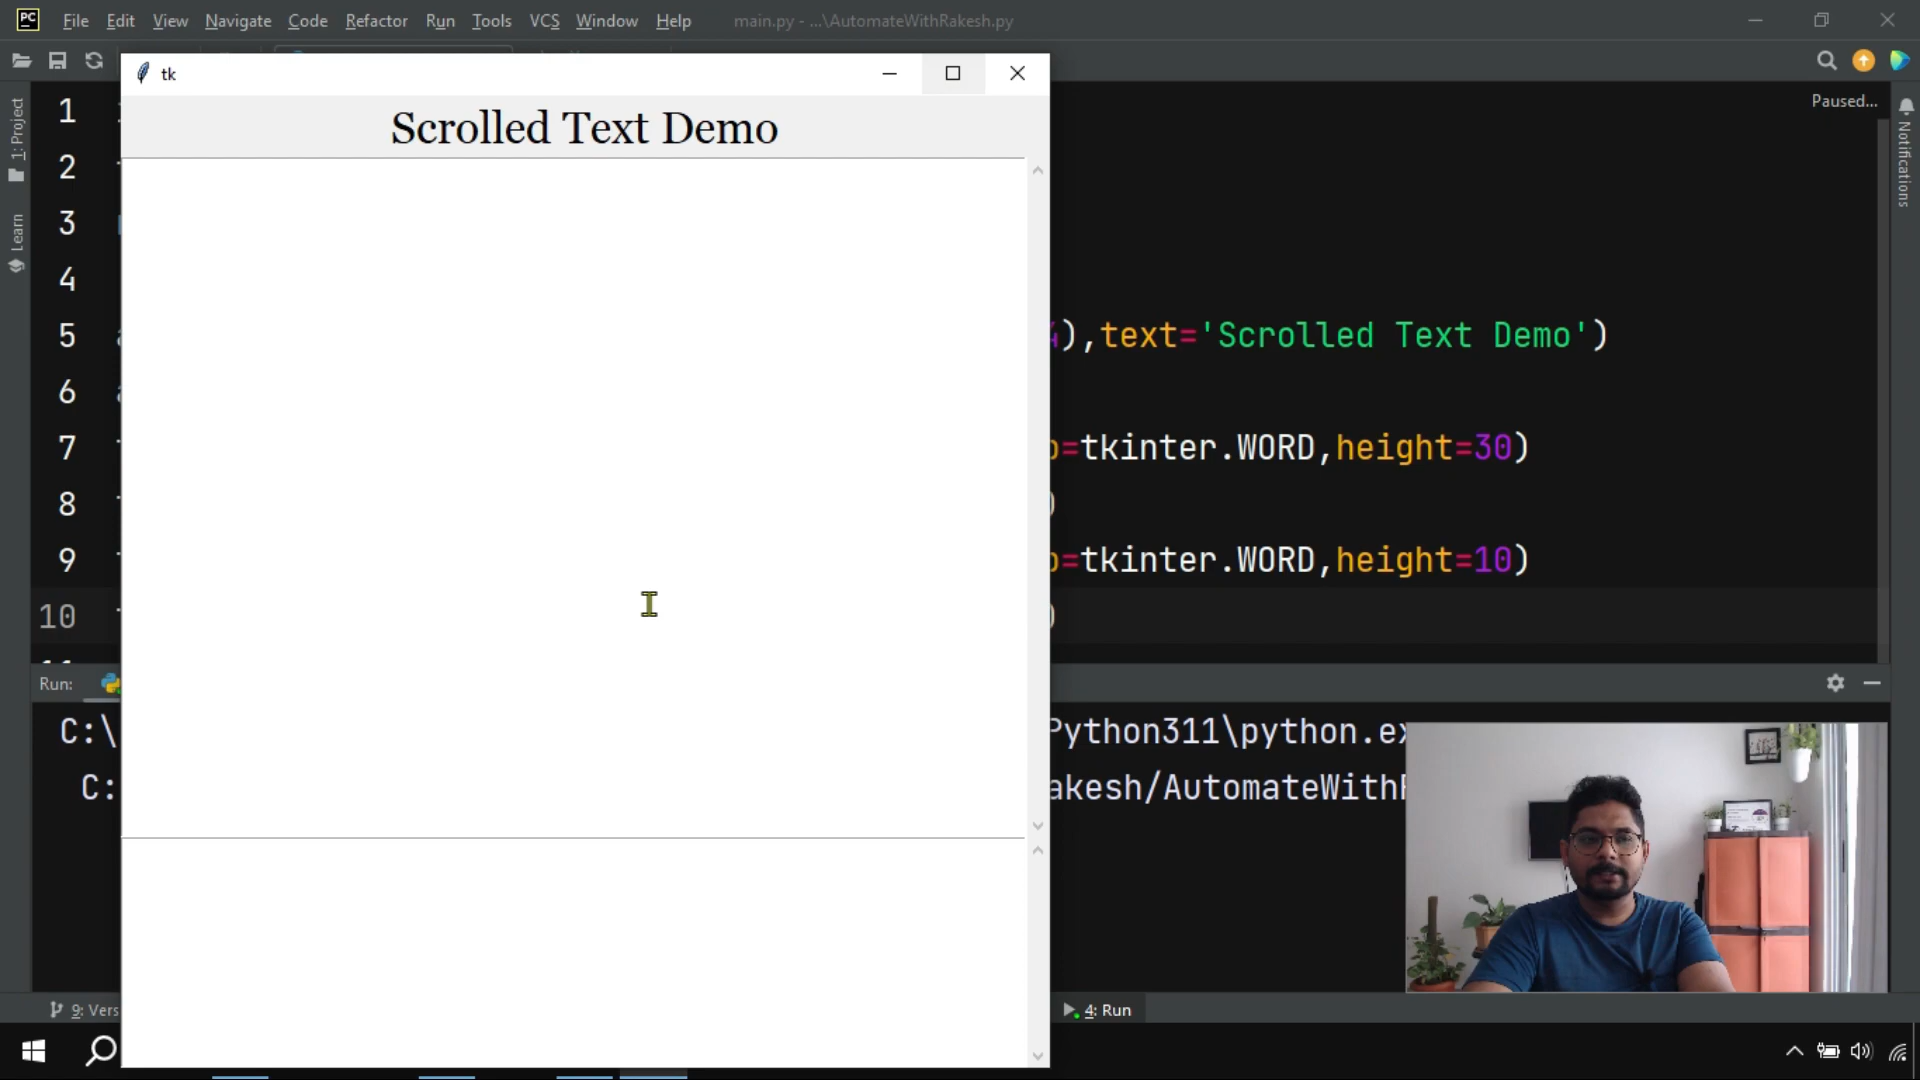 PC File Edit View Navigate Code Refactor Run Tools VCS Window Help main.py - ...\AutomateWithRakesh.py
tk
Scrolled Text Demo
Paused...
1: Project
Learn
Notifications
1
2
3
4
5 ),text='Scrolled Text Demo')
6
7 =tkinter.WORD,height=30)
8 )
9 =tkinter.WORD,height=10)
10 )
Run:
C:\ Python311\python.ex
C: akesh/AutomateWith
9: Vers 4: Run